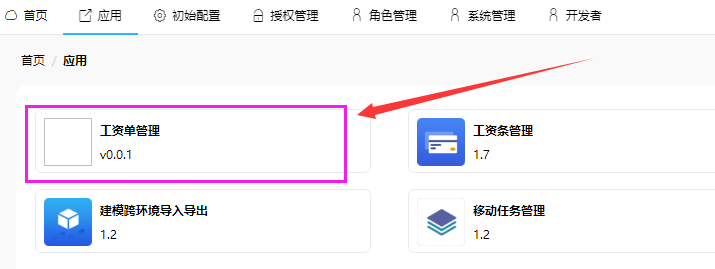 首页 应用 初始配置 授权管理 角色管理 系统管理 开发者
首页 / 应用
工资单管理
v0.0.1
工资条管理
1.7
建模跨环境导入导出
1.2
移动任务管理
1.2